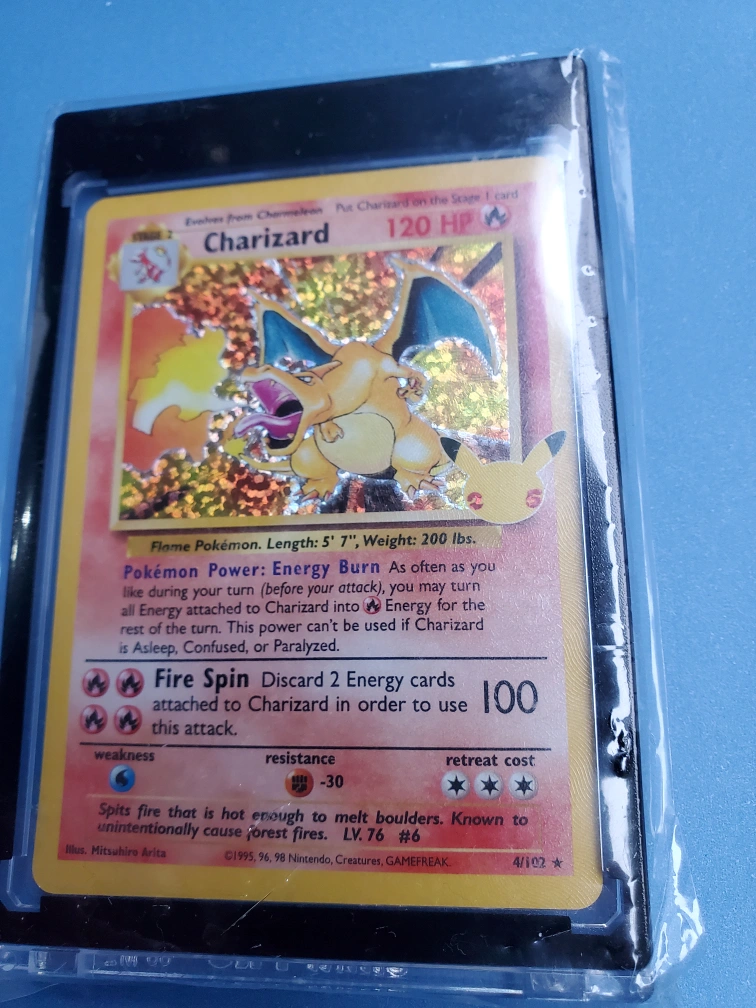 Evolves from Charmeleon Put Charizard on the Stage 1 card
STAGE 2
Charizard 120 HP
Flame Pokémon. Length: 5' 7", Weight: 200 lbs.
Pokémon Power: Energy Burn As often as you
like during your turn (before your attack), you may turn
all Energy attached to Charizard into Energy for the
rest of the turn. This power can't be used if Charizard
is Asleep, Confused, or Paralyzed.
Fire Spin Discard 2 Energy cards
attached to Charizard in order to use 100
this attack.
weakness resistance retreat cost
-30
Spits fire that is hot enough to melt boulders. Known to
unintentionally cause forest fires. LV. 76 #6
Illus. Mitsuhiro Arita ©1995, 96, 98 Nintendo, Creatures, GAMEFREAK. 4/102 ★